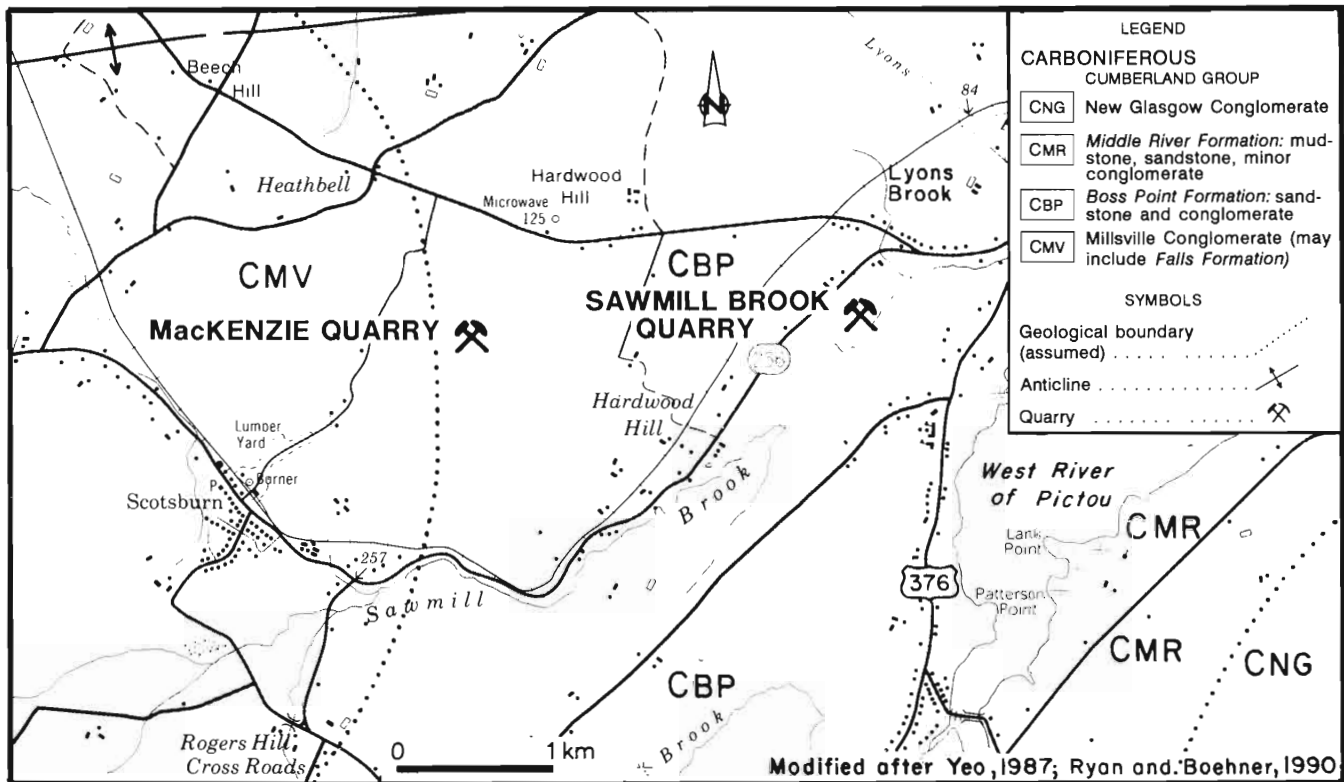 Beech
Hill
Lyons
84
N
Heathbell
Hardwood
Hill
Microwave
125
Lyons
Brook
CMV
CBP
MacKENZIE QUARRY
SAWMILL BROOK
QUARRY
Hardwood
Hill
Lumber
Yard
P
Scotsburn
257
Sawmill
Brook
376
West River
of Pictou
Lank
Point
Patterson
Point
CMR
CMR
CNG
CBP
Brook
Rogers Hill
Cross Roads
0 1 km
Modified after Yeo, 1987; Ryan and Boehner, 1990
LEGEND
CARBONIFEROUS
CUMBERLAND GROUP
CNG New Glasgow Conglomerate
CMR Middle River Formation: mud-
stone, sandstone, minor
conglomerate
CBP Boss Point Formation: sand-
stone and conglomerate
CMV Millsville Conglomerate (may
include Falls Formation)
SYMBOLS
Geological boundary
(assumed) . . . . . . . . . . .
Anticline . . . . . . . . . . . .
Quarry . . . . . . . . . . . . .